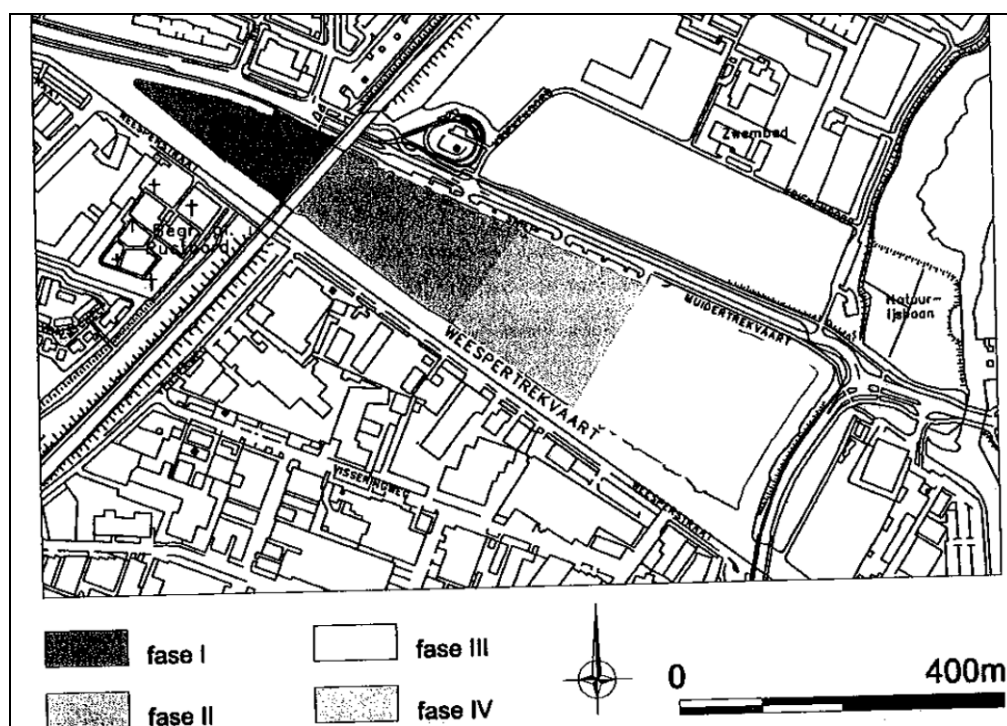 WEESPERSTRAAT
Zwembad
Begr. pl.
Rustoord
MUIDERTREKVAART
Natuur-
IJsbaan
WEESPERTREKVAART
VISSERINGWEG
WEESPERSTRAAT
fase I
fase III
fase II
fase IV
0
400m